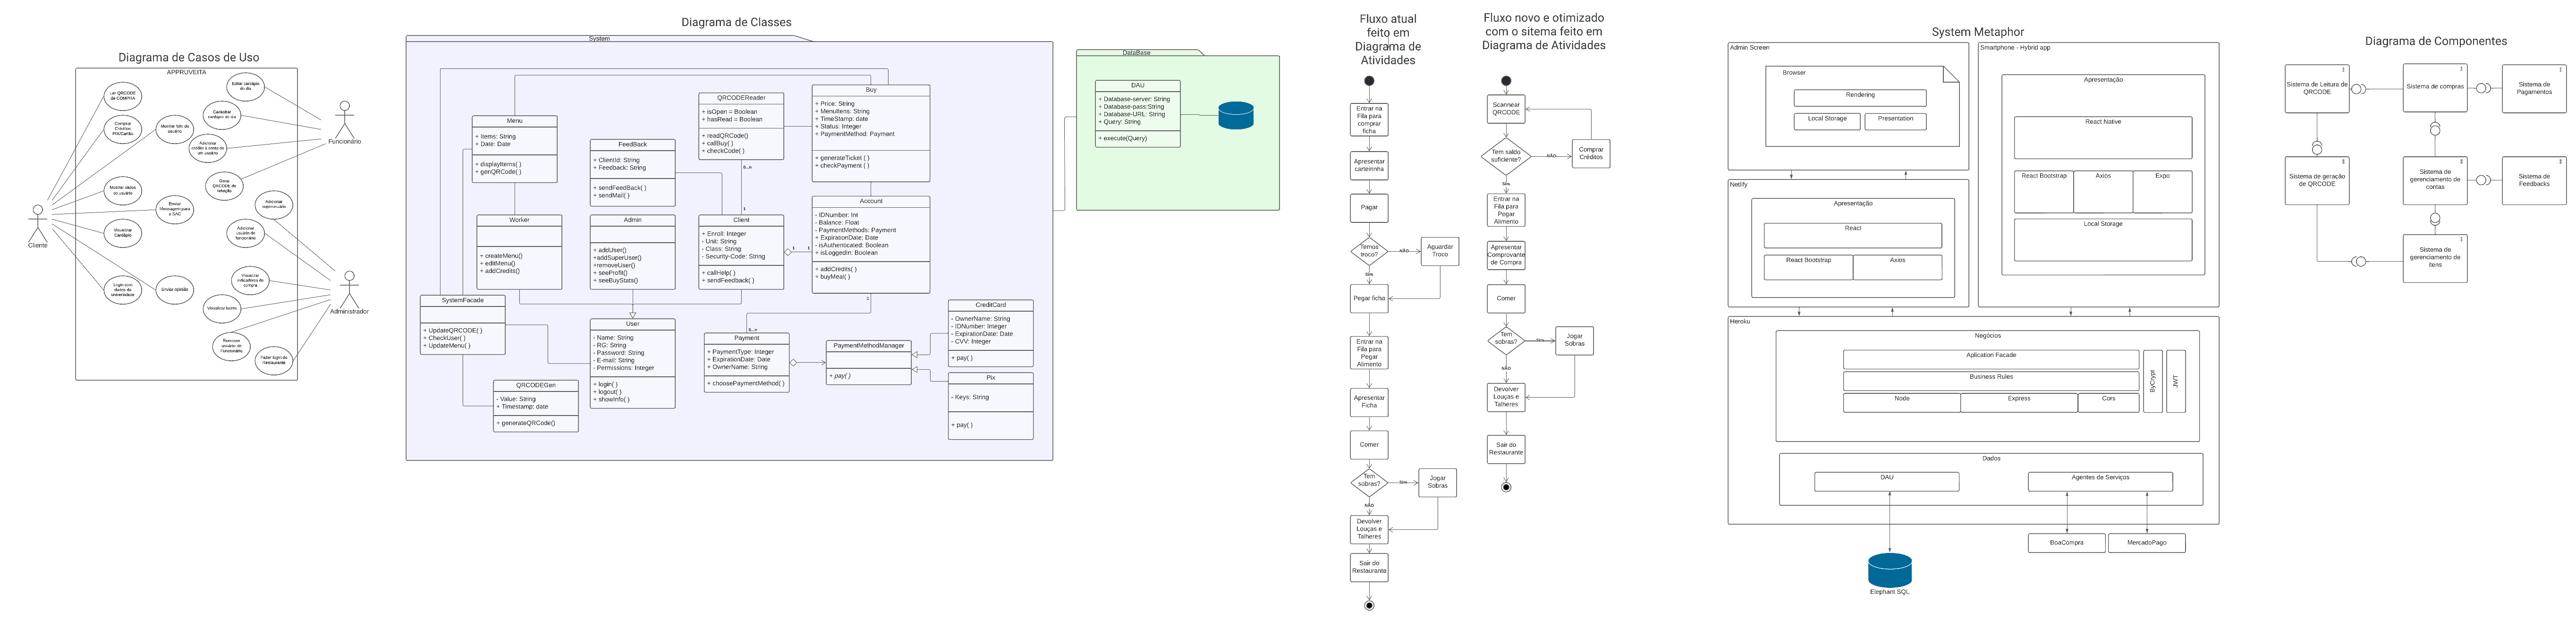 Diagrama de Casos de Uso
APPRUVEITA
Ler QRCODE
de COMPRA
Comprar
Créditos
PIX/Cartão
Mostrar foto do
usuário
Editar cardápio
do dia
Cadastrar
cardápio do dia
Adicionar
crédito à conta de
um usuário
Gerar
QRCODE de
refeição
Mostrar dados
do usuário
Enviar
Mensagem para
o SAC
Visualizar
Cardápio
Login com
dados da
universidade
Enviar opinião
Adicionar
superusuário
Adicionar
usuário de
funcionário
Visualizar
indicadores de
compra
Visualizar lucros
Remover
usuário de
Funcionário
Fazer login do
Restaurante
Cliente
Funcionário
Administrador
Diagrama de Classes
System
Menu
+ Items: String
+ Date: Date
+ displayItems( )
+ genQRCode( )
FeedBack
+ ClientId: String
+ Feedback: String
+ sendFeedBack( )
+ sendMail( )
QRCODEReader
+ isOpen = Boolean
+ hasRead = Boolean
+ readQRCode()
+ callBuy( )
+ checkCode( )
0...n
1
Buy
+ Price: String
+ MenuItens: String
+ TimeStamp: date
+ Status: Integer
+ PaymentMethod: Payment
+ generateTicket ( )
+ checkPayment ( )
Worker
+ createMenu()
+ editMenu()
+ addCredits()
Admin
+ addUser()
+addSuperUser()
+removeUser()
+ seeProfit()
+ seeBuyStats()
Client
+ Enroll: Integer
- Unit: String
- Class: String
- Security-Code: String
+ callHelp( )
+ sendFeedback( )
1
1
Account
- IDNumber: Int
- Balance: Float
- PaymentMethods: Payment
+ ExpirationDate: Date
- isAuthenticated: Boolean
+ isLoggedIn: Boolean
+ addCredits( )
+ buyMeal( )
1
0...n
SystemFacade
+ UpdateQRCODE( )
+ CheckUser( )
+ UpdateMenu( )
User
- Name: String
- RG: String
- Password: String
- E-mail: String
- Permissions: Integer
+ login( )
+ logout( )
+ showInfo( )
QRCODEGen
- Value: String
+ Timestamp: date
+ generateQRCode()
Payment
+ PaymentType: Integer
+ ExpirationDate: Date
+ OwnerName: String
+ choosePaymentMethod( )
PaymentMethodManager
+ pay( )
CreditCard
- OwnerName: String
- IDNumber: Integer
- ExpirationDate: Date
- CVV: Integer
+ pay( )
Pix
- Keys: String
+ pay( )
DataBase
DAU
+ Database-server: String
+ Database-pass:String
+ Database-URL: String
+ Query: String
+ execute(Query)
Fluxo atual
feito em
Diagrama de
Atividades
Entrar na
Fila para
comprar
ficha
Apresentar
carteirinha
Pagar
Temos
troco?
NÃO
Aguardar
Troco
Sim
Pegar ficha
Entrar na
Fila para
Pegar
Alimento
Apresentar
Ficha
Comer
Tem
sobras?
Sim
Jogar
Sobras
NÃO
Devolver
Louças e
Talheres
Sair do
Restaurante
Fluxo novo e otimizado
com o sitema feito em
Diagrama de Atividades
Scannear
QRCODE
Tem saldo
suficiente?
NÃO
Comprar
Créditos
Sim
Entrar na
Fila para
Pegar
Alimento
Apresentar
Comprovante
de Compra
Comer
Tem
sobras?
Sim
Jogar
Sobras
NÃO
Devolver
Louças e
Talheres
Sair do
Restaurante
System Metaphor
Admin Screen
Browser
Rendering
Local Storage
Presentation
Smartphone - Hybrid app
Apresentação
React Native
React Bootstrap
Axios
Expo
Local Storage
Netlify
Apresentação
React
React Bootstrap
Axios
Heroku
Negócios
Aplication Facade
Business Rules
Node
Express
Cors
ByCrypt
JWT
Dados
DAU
Agentes de Serviços
BoaCompra
MercadoPago
Elephant SQL
Diagrama de Componentes
Sistema de Leitura de
QRCODE
Sistema de compras
Sistema de
Pagamentos
Sistema de geração
de QRCODE
Sistema de
gerenciamento de
contas
Sistema de
Feedbacks
Sistema de
gerenciamento de
itens